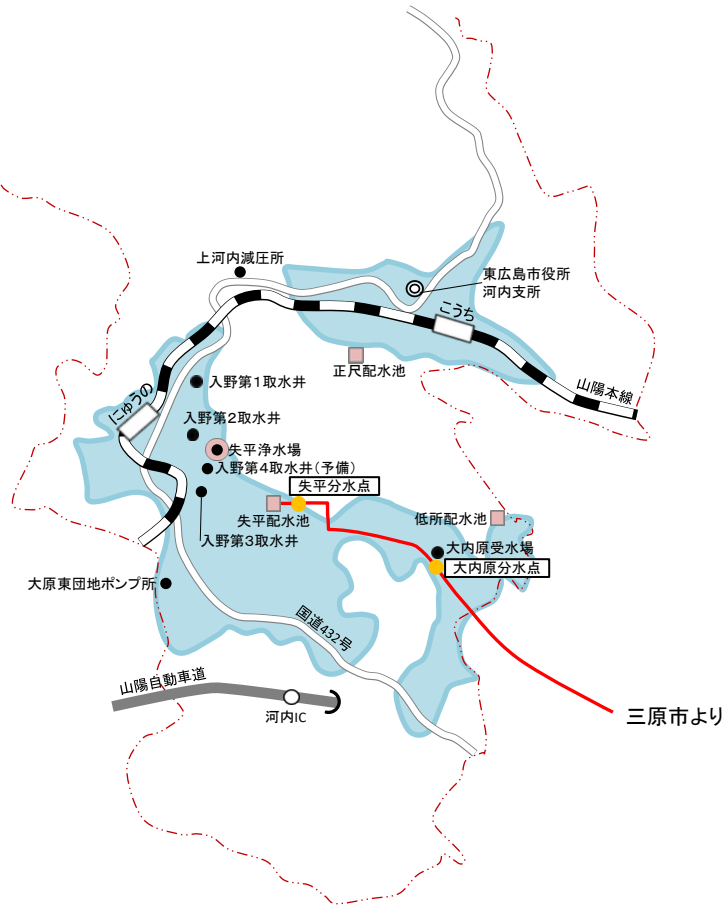 上河内減圧所
東広島市役所
河内支所
こうち
正尺配水池
山陽本線
入野第1取水井
にゅうの
入野第2取水井
失平浄水場
入野第4取水井(予備)
失平分水点
失平配水池
低所配水池
入野第3取水井
大内原受水場
大内原分水点
大原東団地ポンプ所
国道432号
山陽自動車道
河内IC
三原市より